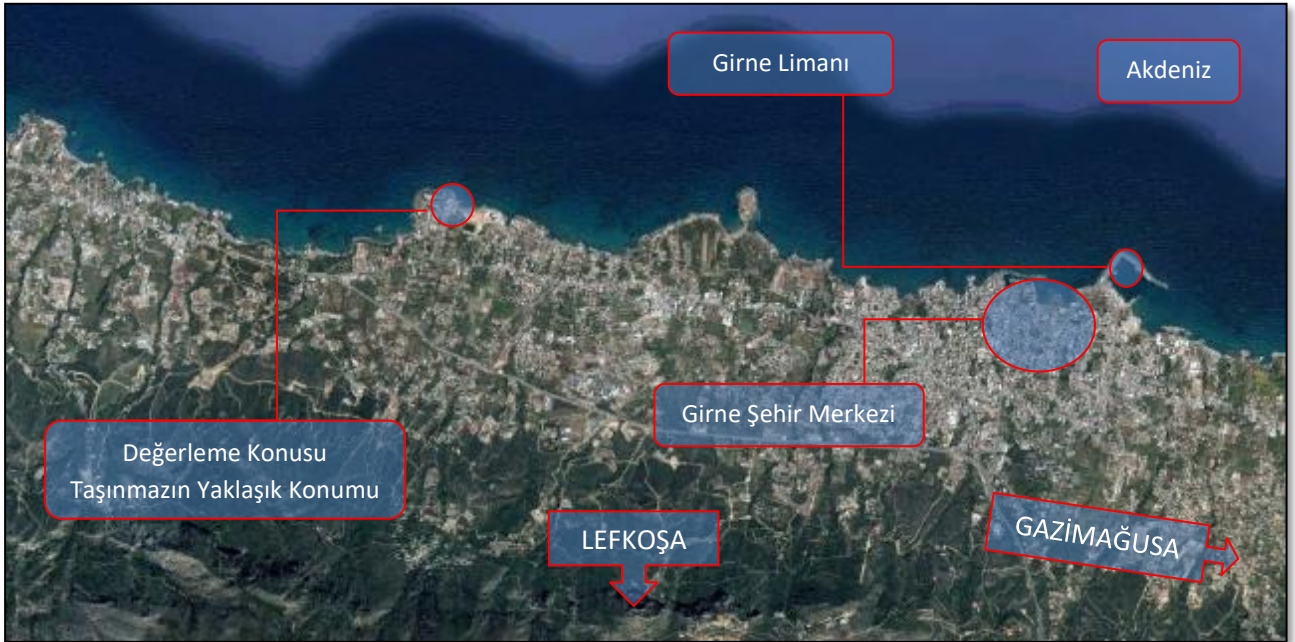 Girne Limanı
Akdeniz
Girne Şehir Merkezi
Değerleme Konusu
Taşınmazın Yaklaşık Konumu
LEFKOŞA
GAZİMAĞUSA